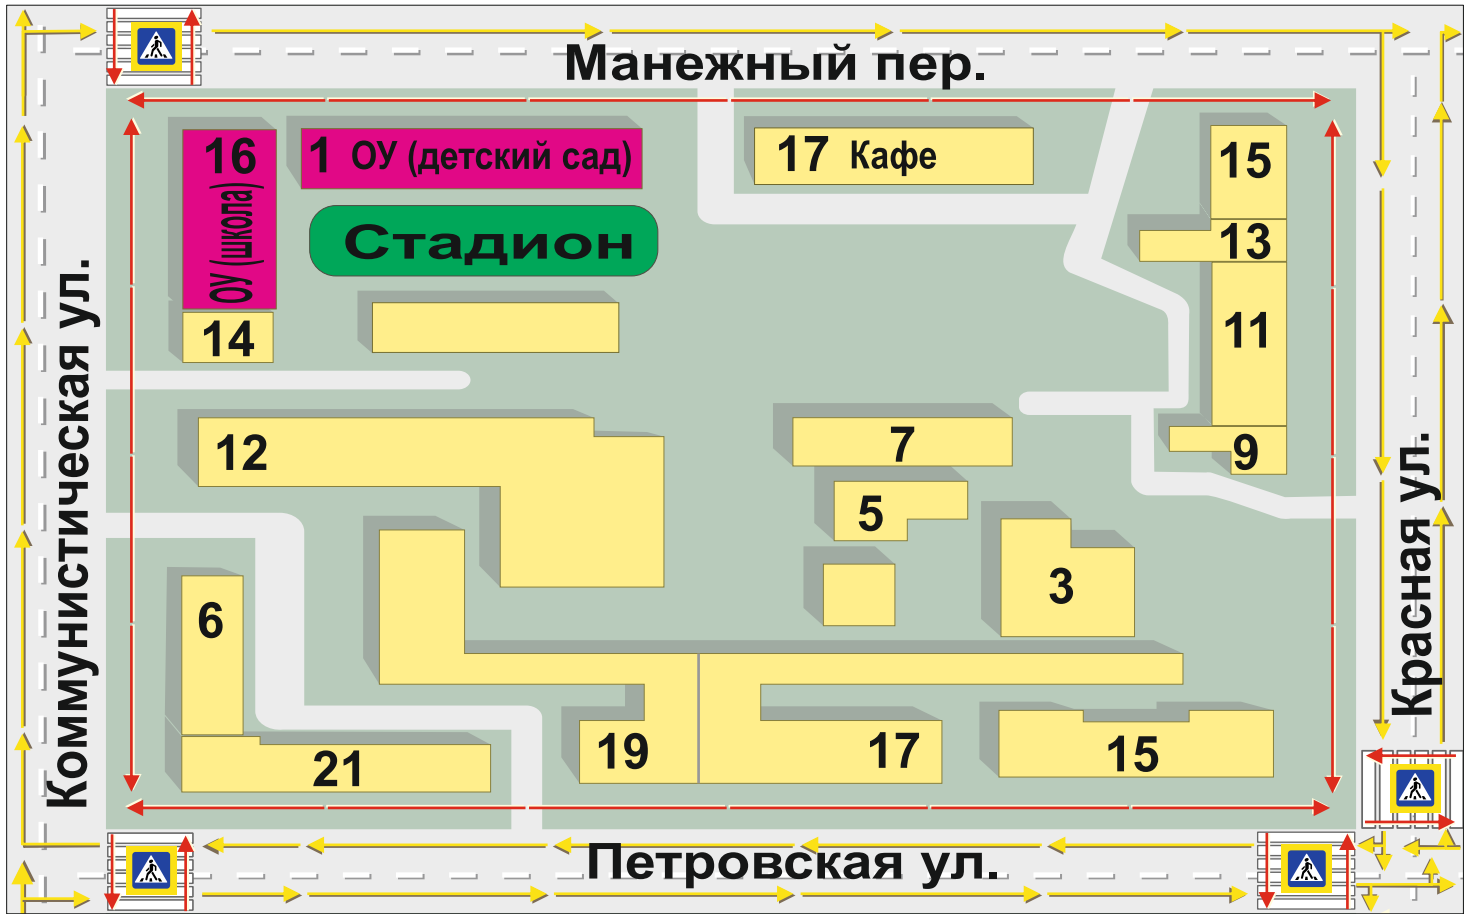 Манежный пер.
16 ОУ (школа)
1 ОУ (детский сад)
17 Кафе
15
Стадион
13
14
11
Коммунистическая ул.
12
7
9
5
Красная ул.
3
6
21
19
17
15
Петровская ул.